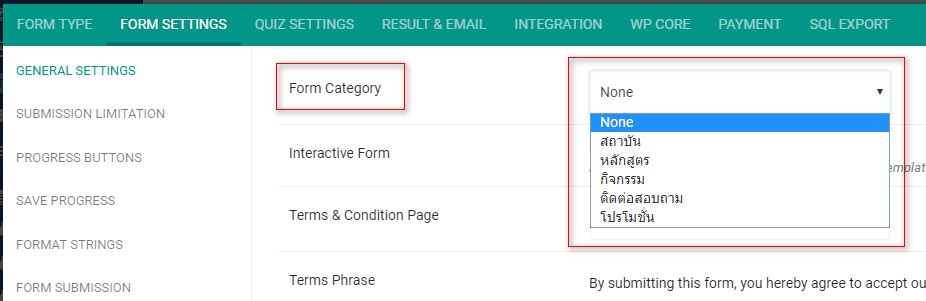 FORM TYPE FORM SETTINGS QUIZ SETTINGS RESULT & EMAIL INTEGRATION WP CORE PAYMENT SQL EXPORT
GENERAL SETTINGS
SUBMISSION LIMITATION
PROGRESS BUTTONS
SAVE PROGRESS
FORMAT STRINGS
FORM SUBMISSION
Form Category
None
None
สถาบัน
หลักสูตร
กิจกรรม
ติดต่อสอบถาม
โปรโมชั่น
Interactive Form
Terms & Condition Page
Terms Phrase
By submitting this form, you hereby agree to accept ou